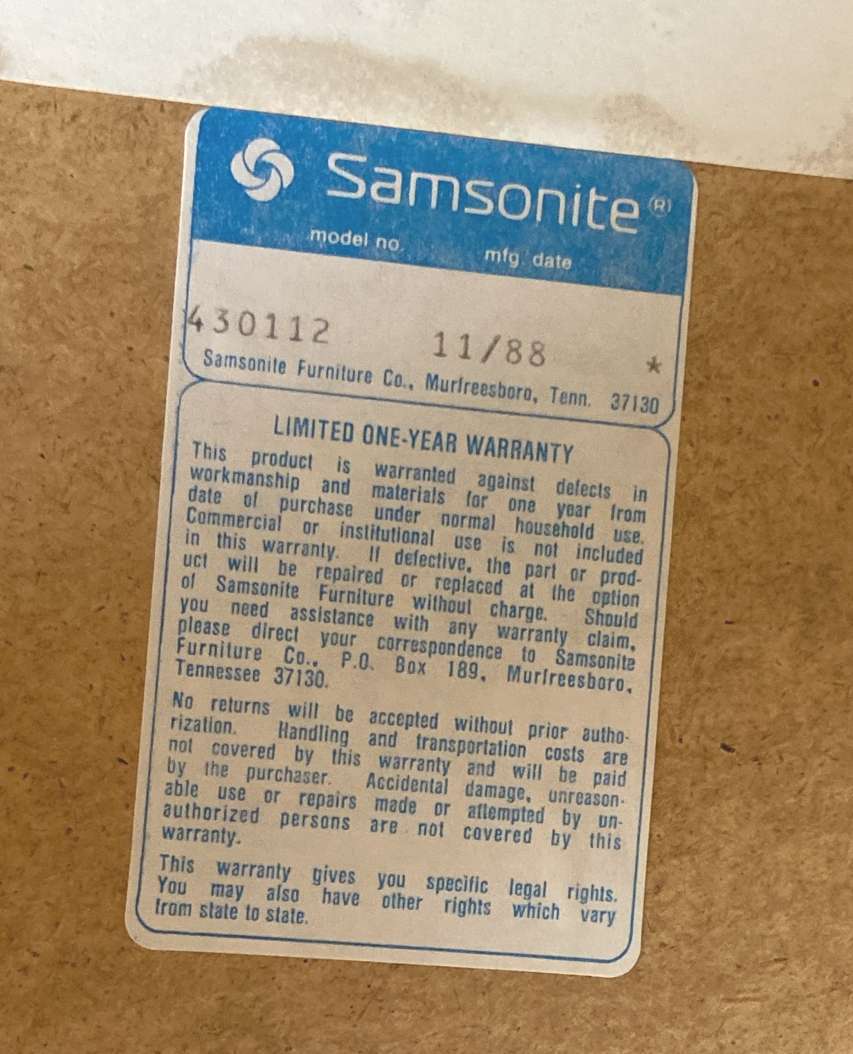 Samsonite®
model no. mfg. date
430112 11/88 *
Samsonite Furniture Co., Murfreesboro, Tenn. 37130
LIMITED ONE-YEAR WARRANTY
This product is warranted against defects in
workmanship and materials for one year from
date of purchase under normal household use.
Commercial or institutional use is not included
in this warranty. If defective, the part or prod-
uct will be repaired or replaced at the option
of Samsonite Furniture without charge. Should
you need assistance with any warranty claim,
please direct your correspondence to Samsonite
Furniture Co., P.O. Box 189, Murfreesboro,
Tennessee 37130.
No returns will be accepted without prior autho-
rization. Handling and transportation costs are
not covered by this warranty and will be paid
by the purchaser. Accidental damage, unreason-
able use or repairs made or attempted by un-
authorized persons are not covered by this
warranty.
This warranty gives you specific legal rights.
You may also have other rights which vary
from state to state.